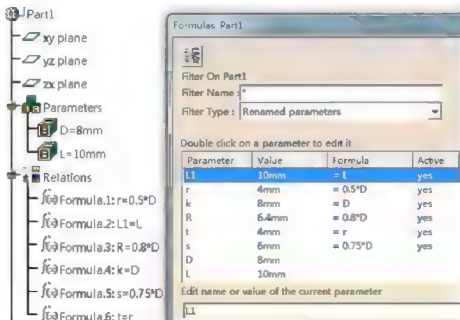 Part1
xy plane
yz plane
zx plane
Parameters
D=8mm
L=10mm
Relations
Formula.1: r=0.5*D
Formula.2: L1=L
Formula.3: R=0.8*D
Formula.4: k=D
Formula.5: s=0.75*D
Formula.6: t=r
Formulas Part1
Filter On Part1
Filter Name : *
Filter Type : Renamed parameters
Double click on a parameter to edit it
Parameter Value Formula Active
L1 10mm = L yes
r 4mm = 0.5*D yes
k 8mm = D yes
R 6.4mm = 0.8*D yes
t 4mm = r yes
s 6mm = 0.75*D yes
D 8mm
L 10mm
Edit name or value of the current parameter
L1